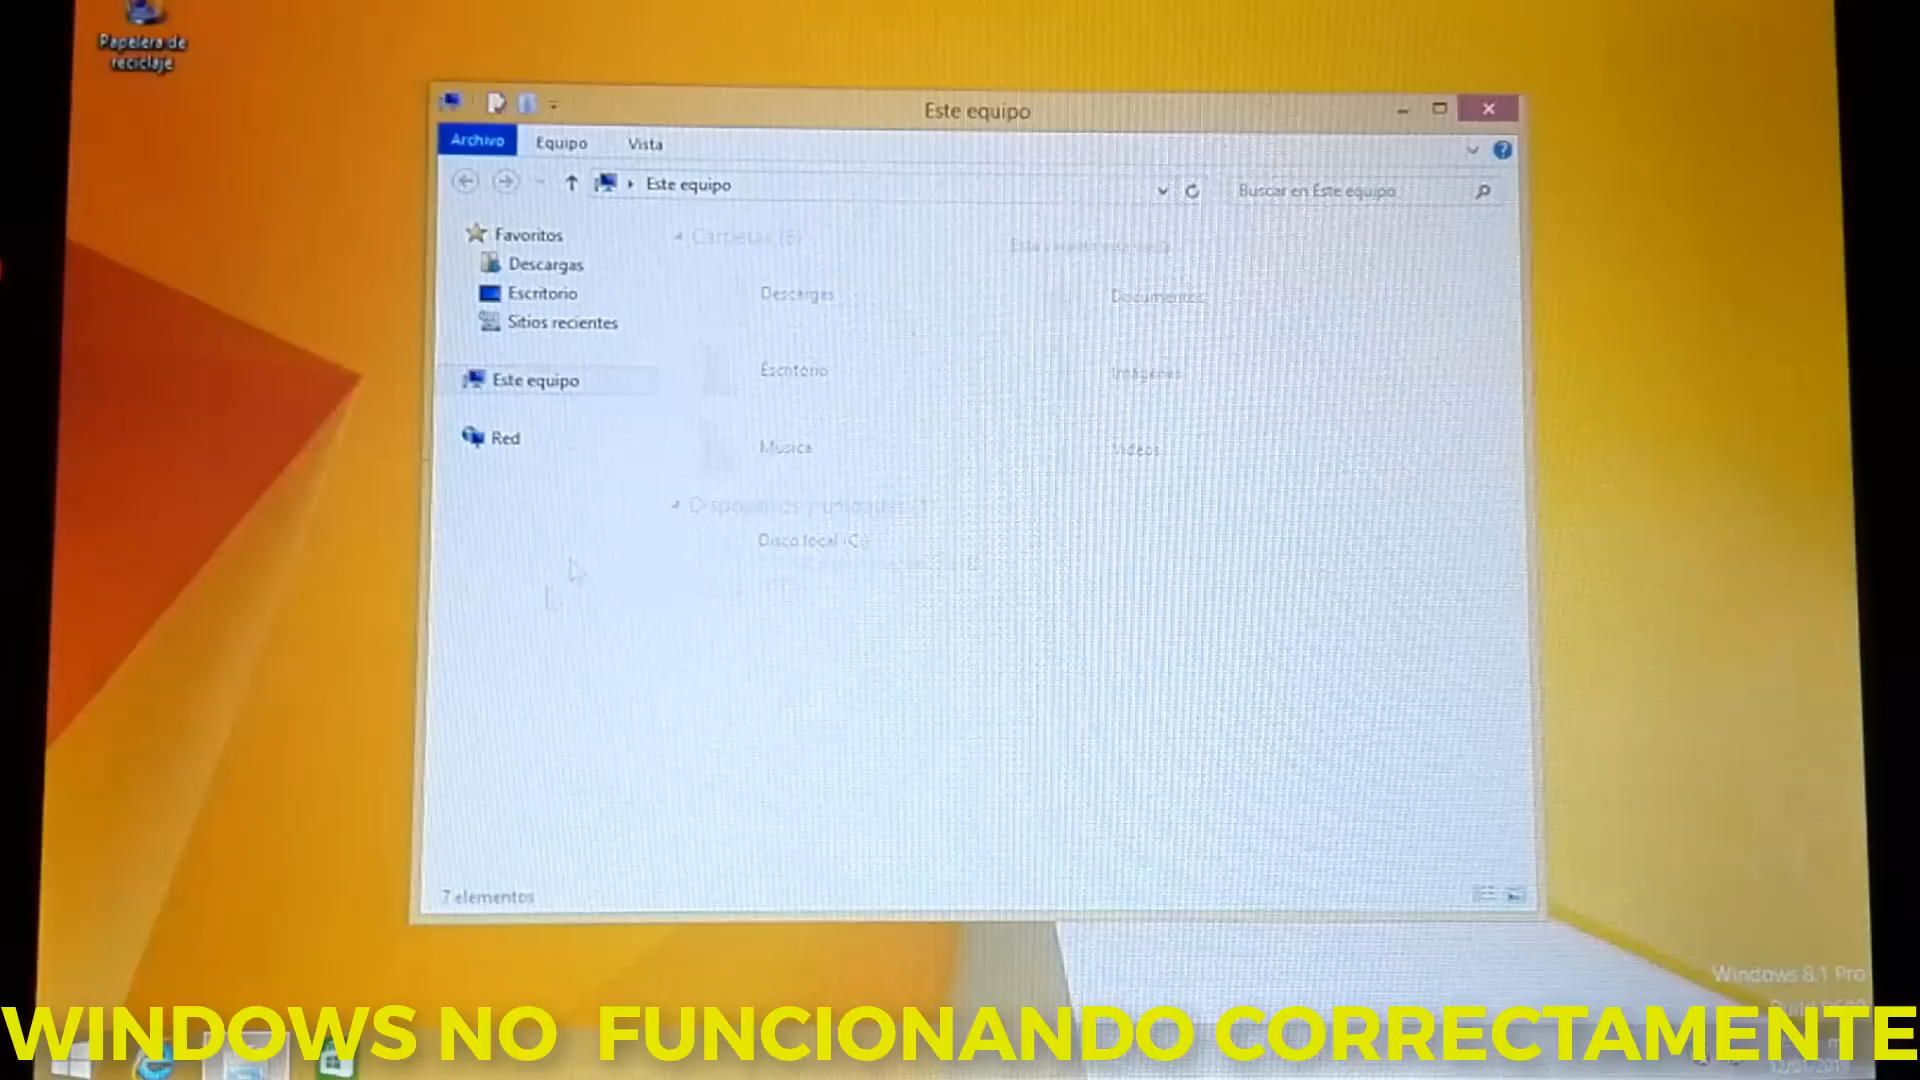 Papelera de
reciclaje
Este equipo
Archivo
Equipo
Vista
Este equipo
Buscar en Este equipo
Favoritos
Descargas
Escritorio
Sitios recientes
Este equipo
Red
Carpetas (6)
Descargas
Documentos
Escritorio
Imágenes
Música
Vídeos
Dispositivos y unidades (1)
Disco local (C:)
7 elementos
Windows 8.1 Pro
WINDOWS NO FUNCIONANDO CORRECTAMENTE